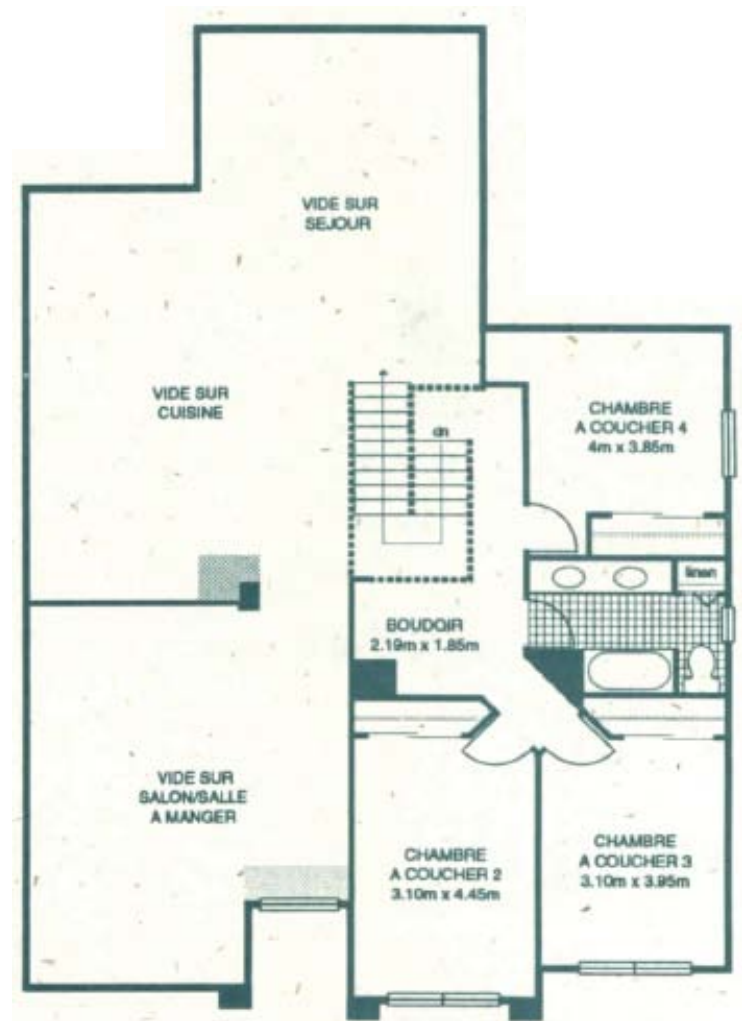 VIDE SUR
SEJOUR
VIDE SUR
CUISINE
dn
CHAMBRE
A COUCHER 4
4m x 3.85m
linen
BOUDOIR
2.19m x 1.85m
VIDE SUR
SALON/SALLE
A MANGER
CHAMBRE
A COUCHER 2
3.10m x 4.45m
CHAMBRE
A COUCHER 3
3.10m x 3.95m